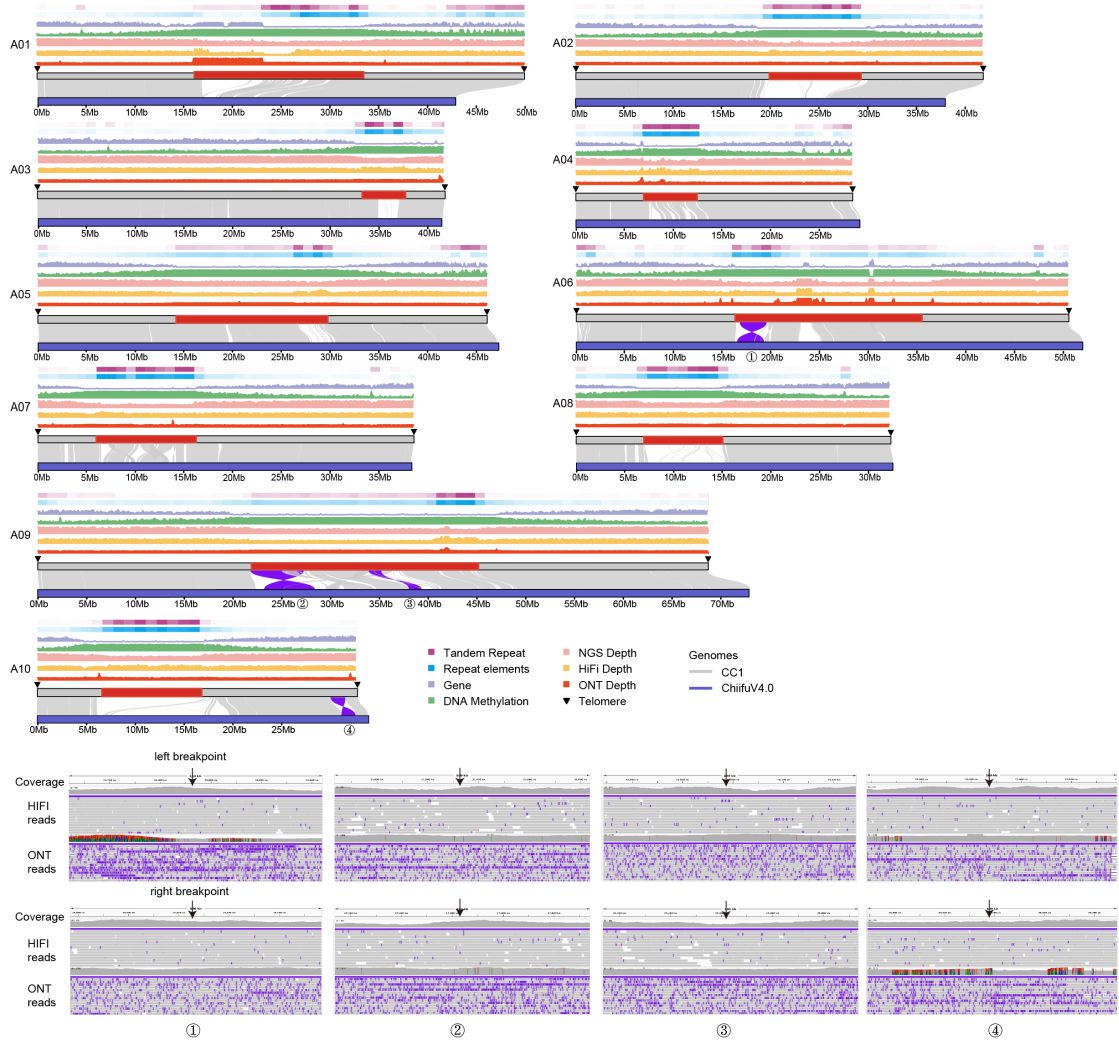 A01
0Mb 5Mb 10Mb 15Mb 20Mb 25Mb 30Mb 35Mb 40Mb 45Mb 50Mb
A02
0Mb 5Mb 10Mb 15Mb 20Mb 25Mb 30Mb 35Mb 40Mb
A03
0Mb 5Mb 10Mb 15Mb 20Mb 25Mb 30Mb 35Mb 40Mb
A04
0Mb 5Mb 10Mb 15Mb 20Mb 25Mb
A05
0Mb 5Mb 10Mb 15Mb 20Mb 25Mb 30Mb 35Mb 40Mb 45Mb
A06
①
0Mb 5Mb 10Mb 15Mb 20Mb 25Mb 30Mb 35Mb 40Mb 45Mb 50Mb
A07
0Mb 5Mb 10Mb 15Mb 20Mb 25Mb 30Mb 35Mb
A08
0Mb 5Mb 10Mb 15Mb 20Mb 25Mb 30Mb
A09
0Mb 5Mb 10Mb 15Mb 20Mb 25Mb 30Mb 35Mb 40Mb 45Mb 50Mb 55Mb 60Mb 65Mb 70Mb
② ③
A10
0Mb 5Mb 10Mb 15Mb 20Mb 25Mb
④
Tandem Repeat
Repeat elements
Gene
DNA Methylation
NGS Depth
HiFi Depth
ONT Depth
Telomere
Genomes
CC1
ChiifuV4.0
left breakpoint
Coverage
HIFI
reads
ONT
reads
right breakpoint
Coverage
HIFI
reads
ONT
reads
① ② ③ ④